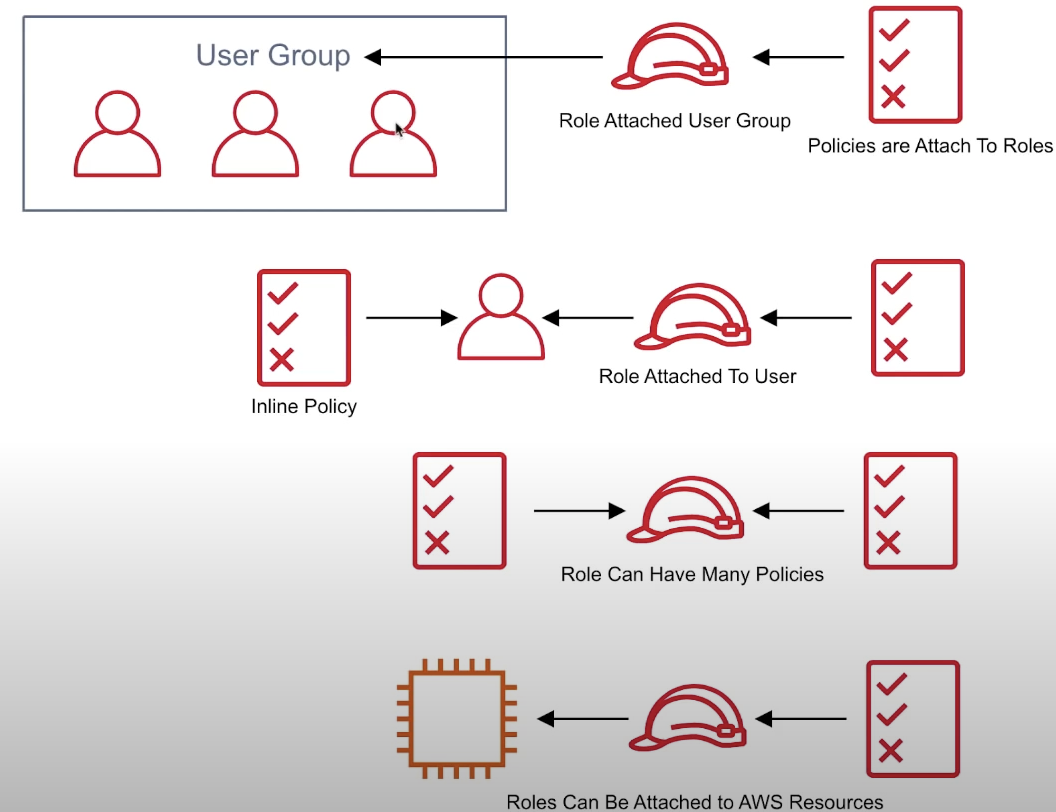 User Group
Role Attached User Group
Policies are Attach To Roles
Inline Policy
Role Attached To User
Role Can Have Many Policies
Roles Can Be Attached to AWS Resources